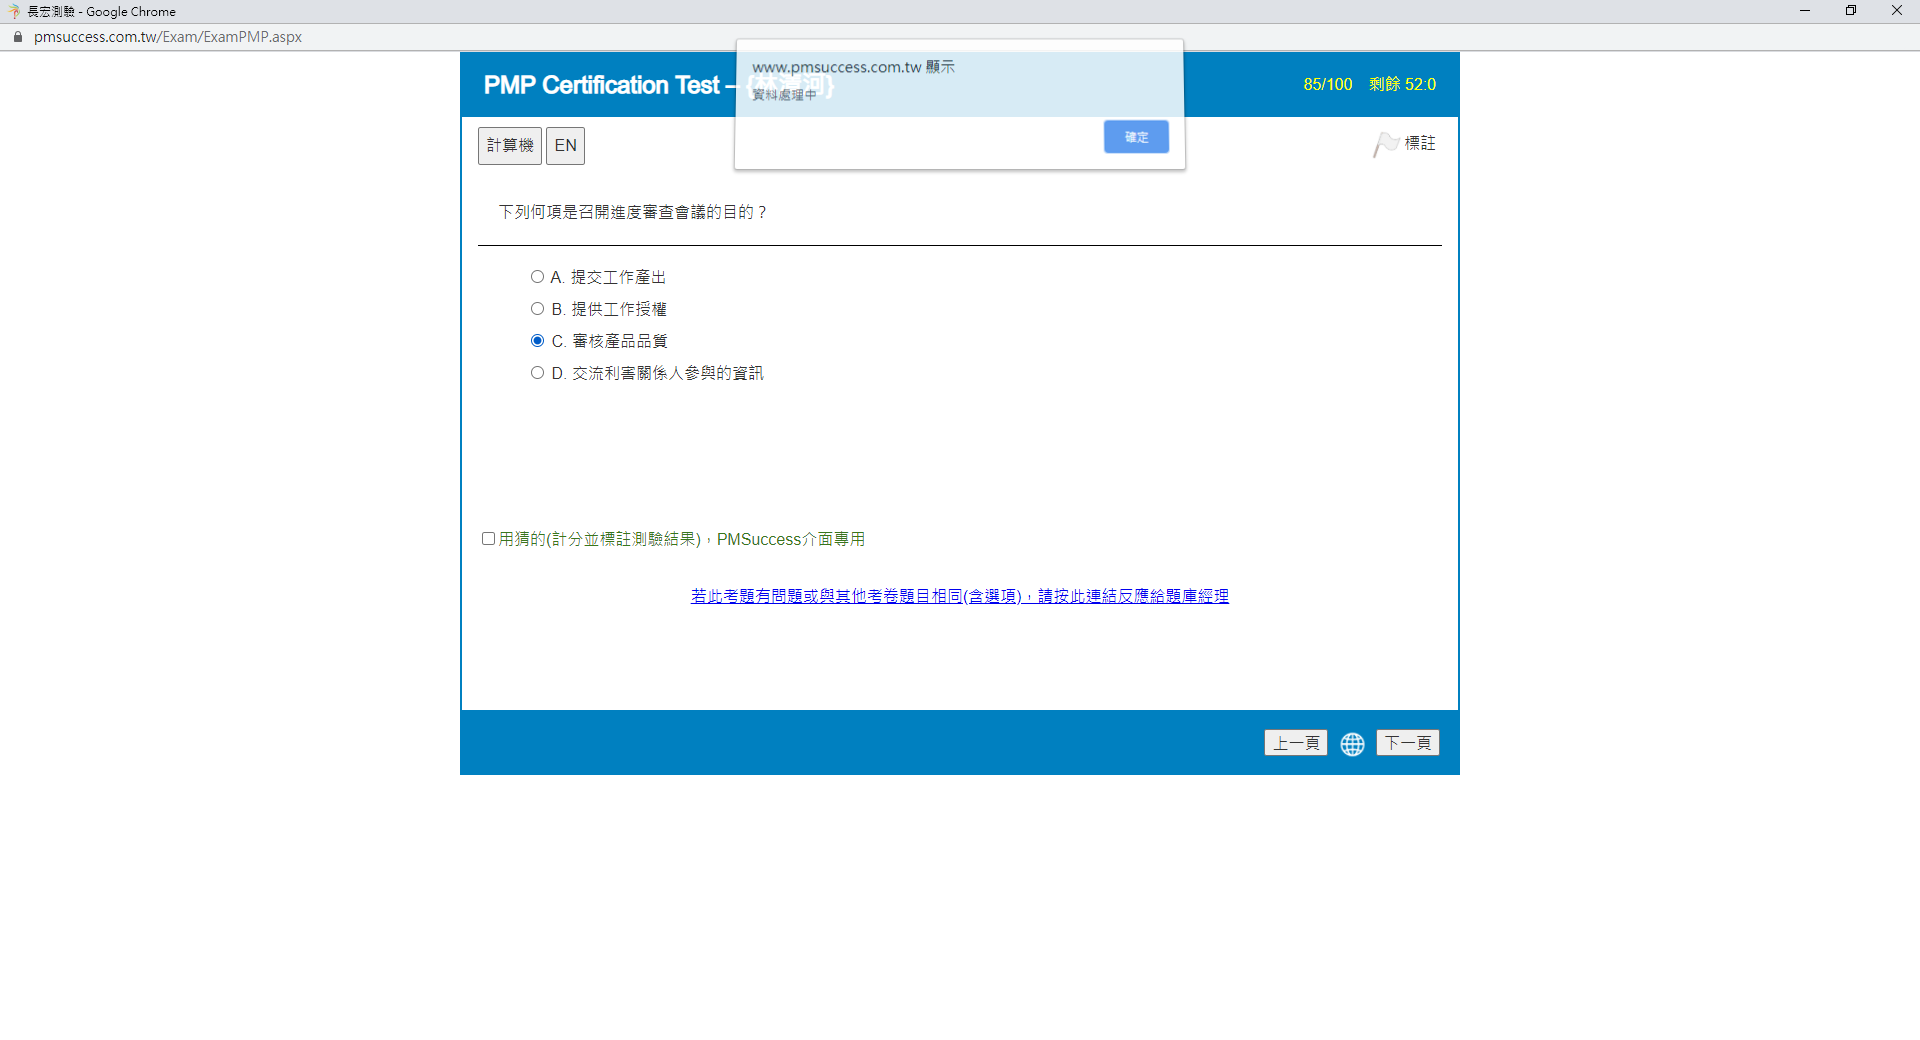 長宏測驗 - Google Chrome
pmsuccess.com.tw/Exam/ExamPMP.aspx
www.pmsuccess.com.tw 顯示
資料處理中
確定
PMP Certification Test – {林澧河}
85/100 剩餘 52:0
計算機 EN
標註
下列何項是召開進度審查會議的目的？
A. 提交工作產出
B. 提供工作授權
C. 審核產品品質
D. 交流利害關係人參與的資訊
用猜的(計分並標註測驗結果)，PMSuccess介面專用
若此考題有問題或與其他考卷題目相同(含選項)，請按此連結反應給題庫經理
上一頁 下一頁